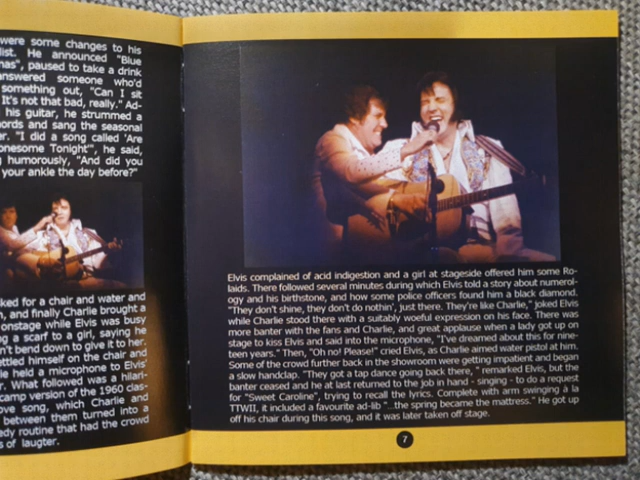 were some changes to his
list. He announced "Blue
mas", paused to take a drink
answered someone who'd
something out, "Can I sit
It's not that bad, really." Ad-
his guitar, he strummed a
ords and sang the seasonal
r. "I did a song called 'Are
onesome Tonight'", he said,
g humorously, "And did you
your ankle the day before?"
ked for a chair and water and
n, and finally Charlie brought a
onstage while Elvis was busy
g a scarf to a girl, saying he
n't bend down to give it to her.
ettled himself on the chair and
lie held a microphone to Elvis'
r. What followed was a hilari-
camp version of the 1960 clas-
ove song, which Charlie and
between them turned into a
edy routine that had the crowd
s of laugter.
Elvis complained of acid indigestion and a girl at stageside offered him some Ro-
laids. There followed several minutes during which Elvis told a story about numerol-
ogy and his birthstone, and how some police officers found him a black diamond.
"They don't shine, they don't do nothin', just there. They're like Charlie," joked Elvis
while Charlie stood there with a suitably woeful expression on his face. There was
more banter with the fans and Charlie, and great applause when a lady got up on
stage to kiss Elvis and said into the microphone, "I've dreamed about this for nine-
teen years." Then, "Oh no! Please!" cried Elvis, as Charlie aimed water pistol at him.
Some of the crowd further back in the showroom were getting impatient and began
a slow handclap. "They got a tap dance going back there, " remarked Elvis, but the
banter ceased and he at last returned to the job in hand - singing - to do a request
for "Sweet Caroline", trying to recall the lyrics. Complete with arm swinging à la
TTWII, it included a favourite ad-lib "...the spring became the mattress." He got up
off his chair during this song, and it was later taken off stage.
7